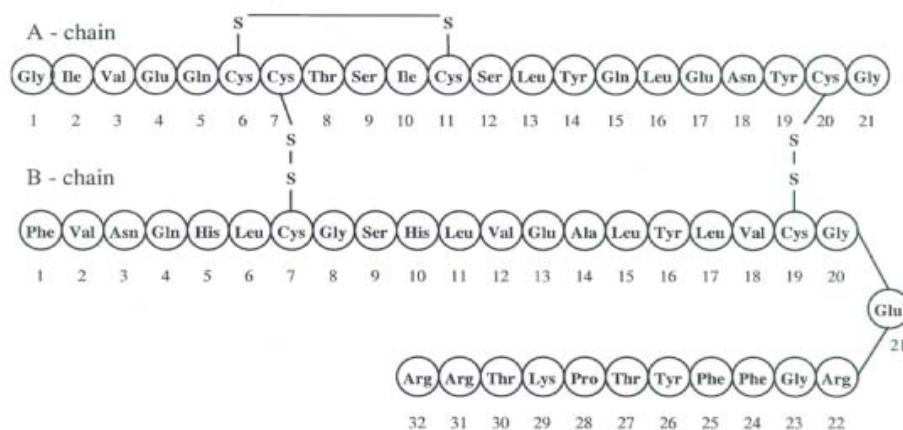 S S
A - chain
Gly Ile Val Glu Gln Cys Cys Thr Ser Ile Cys Ser Leu Tyr Gln Leu Glu Asn Tyr Cys Gly
1 2 3 4 5 6 7 8 9 10 11 12 13 14 15 16 17 18 19 20 21
S S
S S
B - chain
Phe Val Asn Gln His Leu Cys Gly Ser His Leu Val Glu Ala Leu Tyr Leu Val Cys Gly
1 2 3 4 5 6 7 8 9 10 11 12 13 14 15 16 17 18 19 20
Glu
21
Arg Arg Thr Lys Pro Thr Tyr Phe Phe Gly Arg
32 31 30 29 28 27 26 25 24 23 22